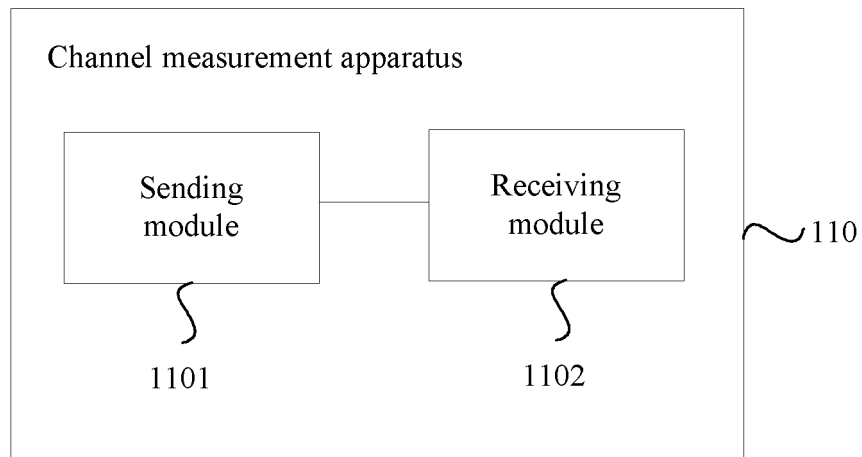 Channel measurement apparatus
Sending
module
Receiving
module
110
1101
1102